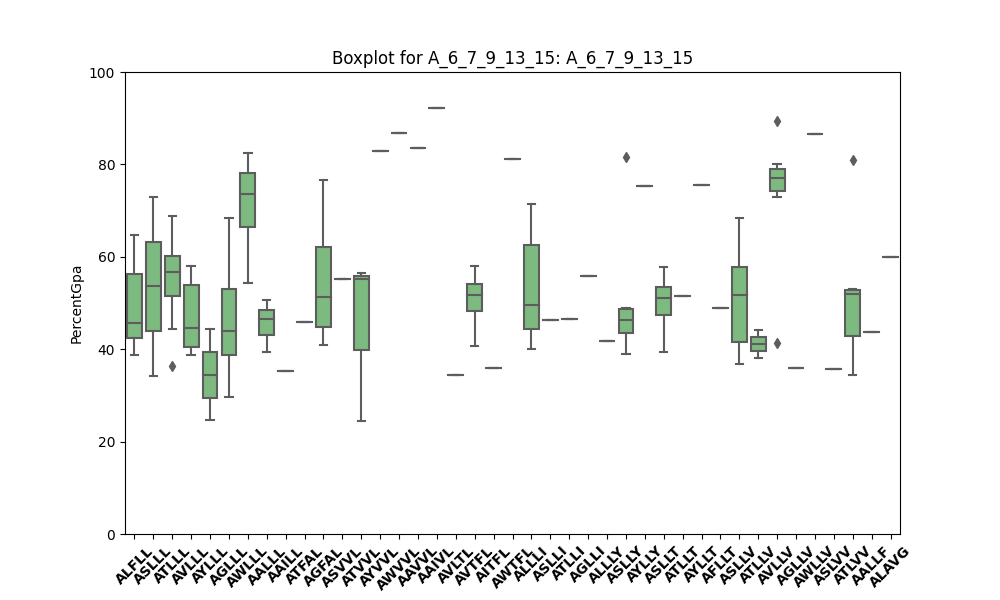 Boxplot for A_6_7_9_13_15: A_6_7_9_13_15
100
80
60
40
20
0
PercentGpa
ALFLL
ASLLL
ATLLL
AVLLL
AYLLL
AGLLL
AWLLL
AALLL
AAILL
ATFAL
AGFAL
ASVVL
ATVVL
AYVVL
AWVVL
AAVVL
AAIVL
AVLTL
AVTFL
AITFL
AWTFL
ALLLI
ASLLI
ATLLI
AGLLI
ALLLY
ASLLY
AYLLY
ASLLT
ATLLT
AYLLT
AFLLT
ASLLV
ATLLV
AVLLV
AGLLV
AWLLV
ASLVV
ATLVV
AALLF
ALAVG